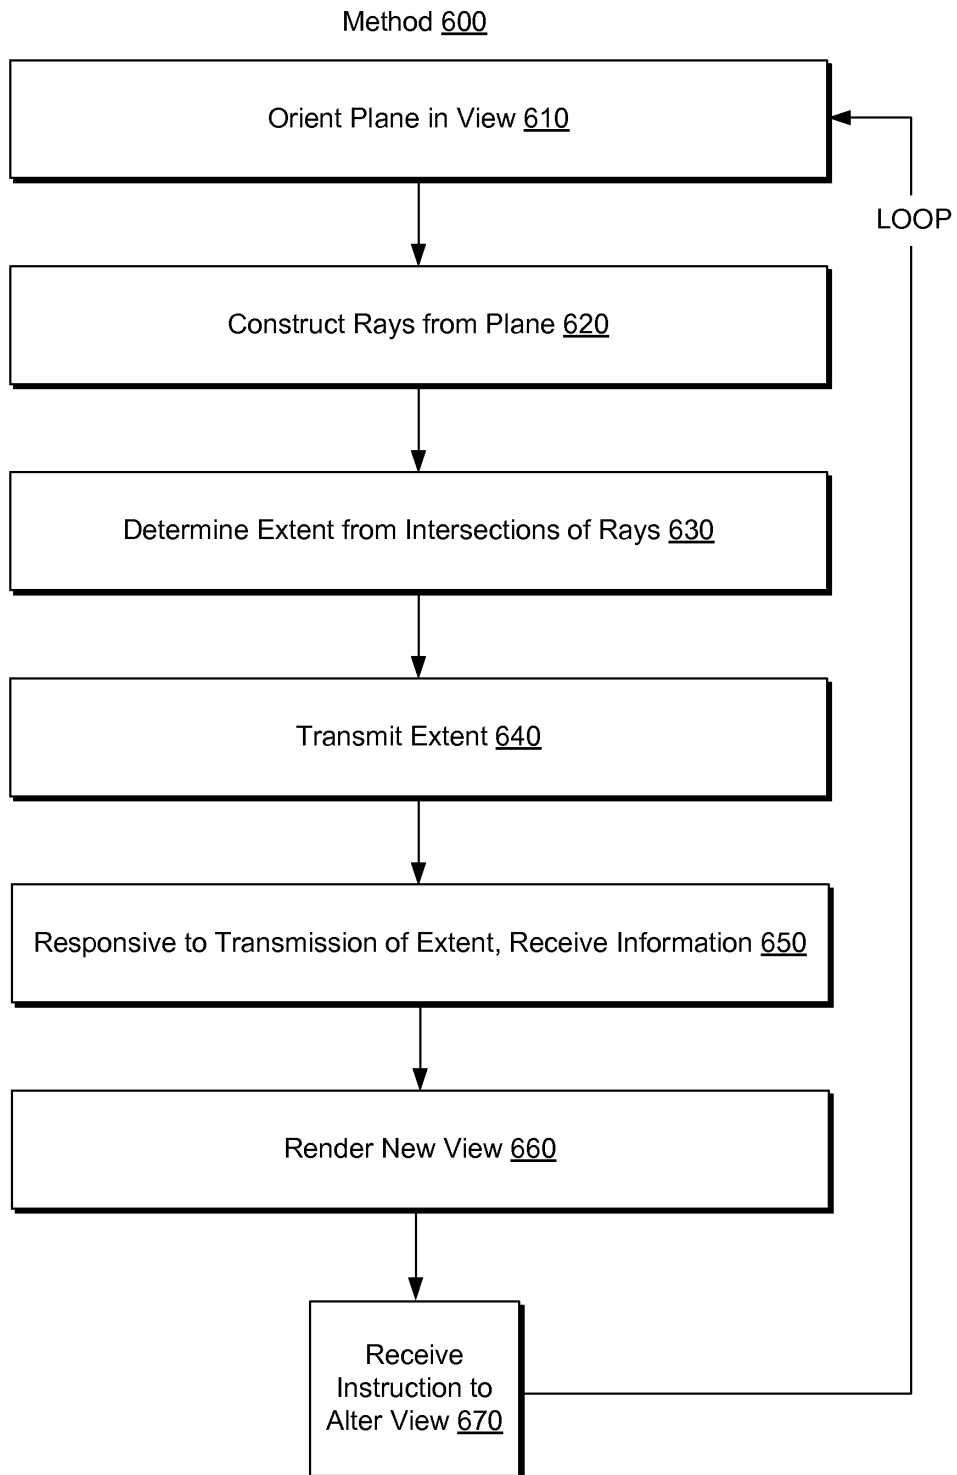 Method 600
Orient Plane in View 610
LOOP
Construct Rays from Plane 620
Determine Extent from Intersections of Rays 630
Transmit Extent 640
Responsive to Transmission of Extent, Receive Information 650
Render New View 660
Receive
Instruction to
Alter View 670